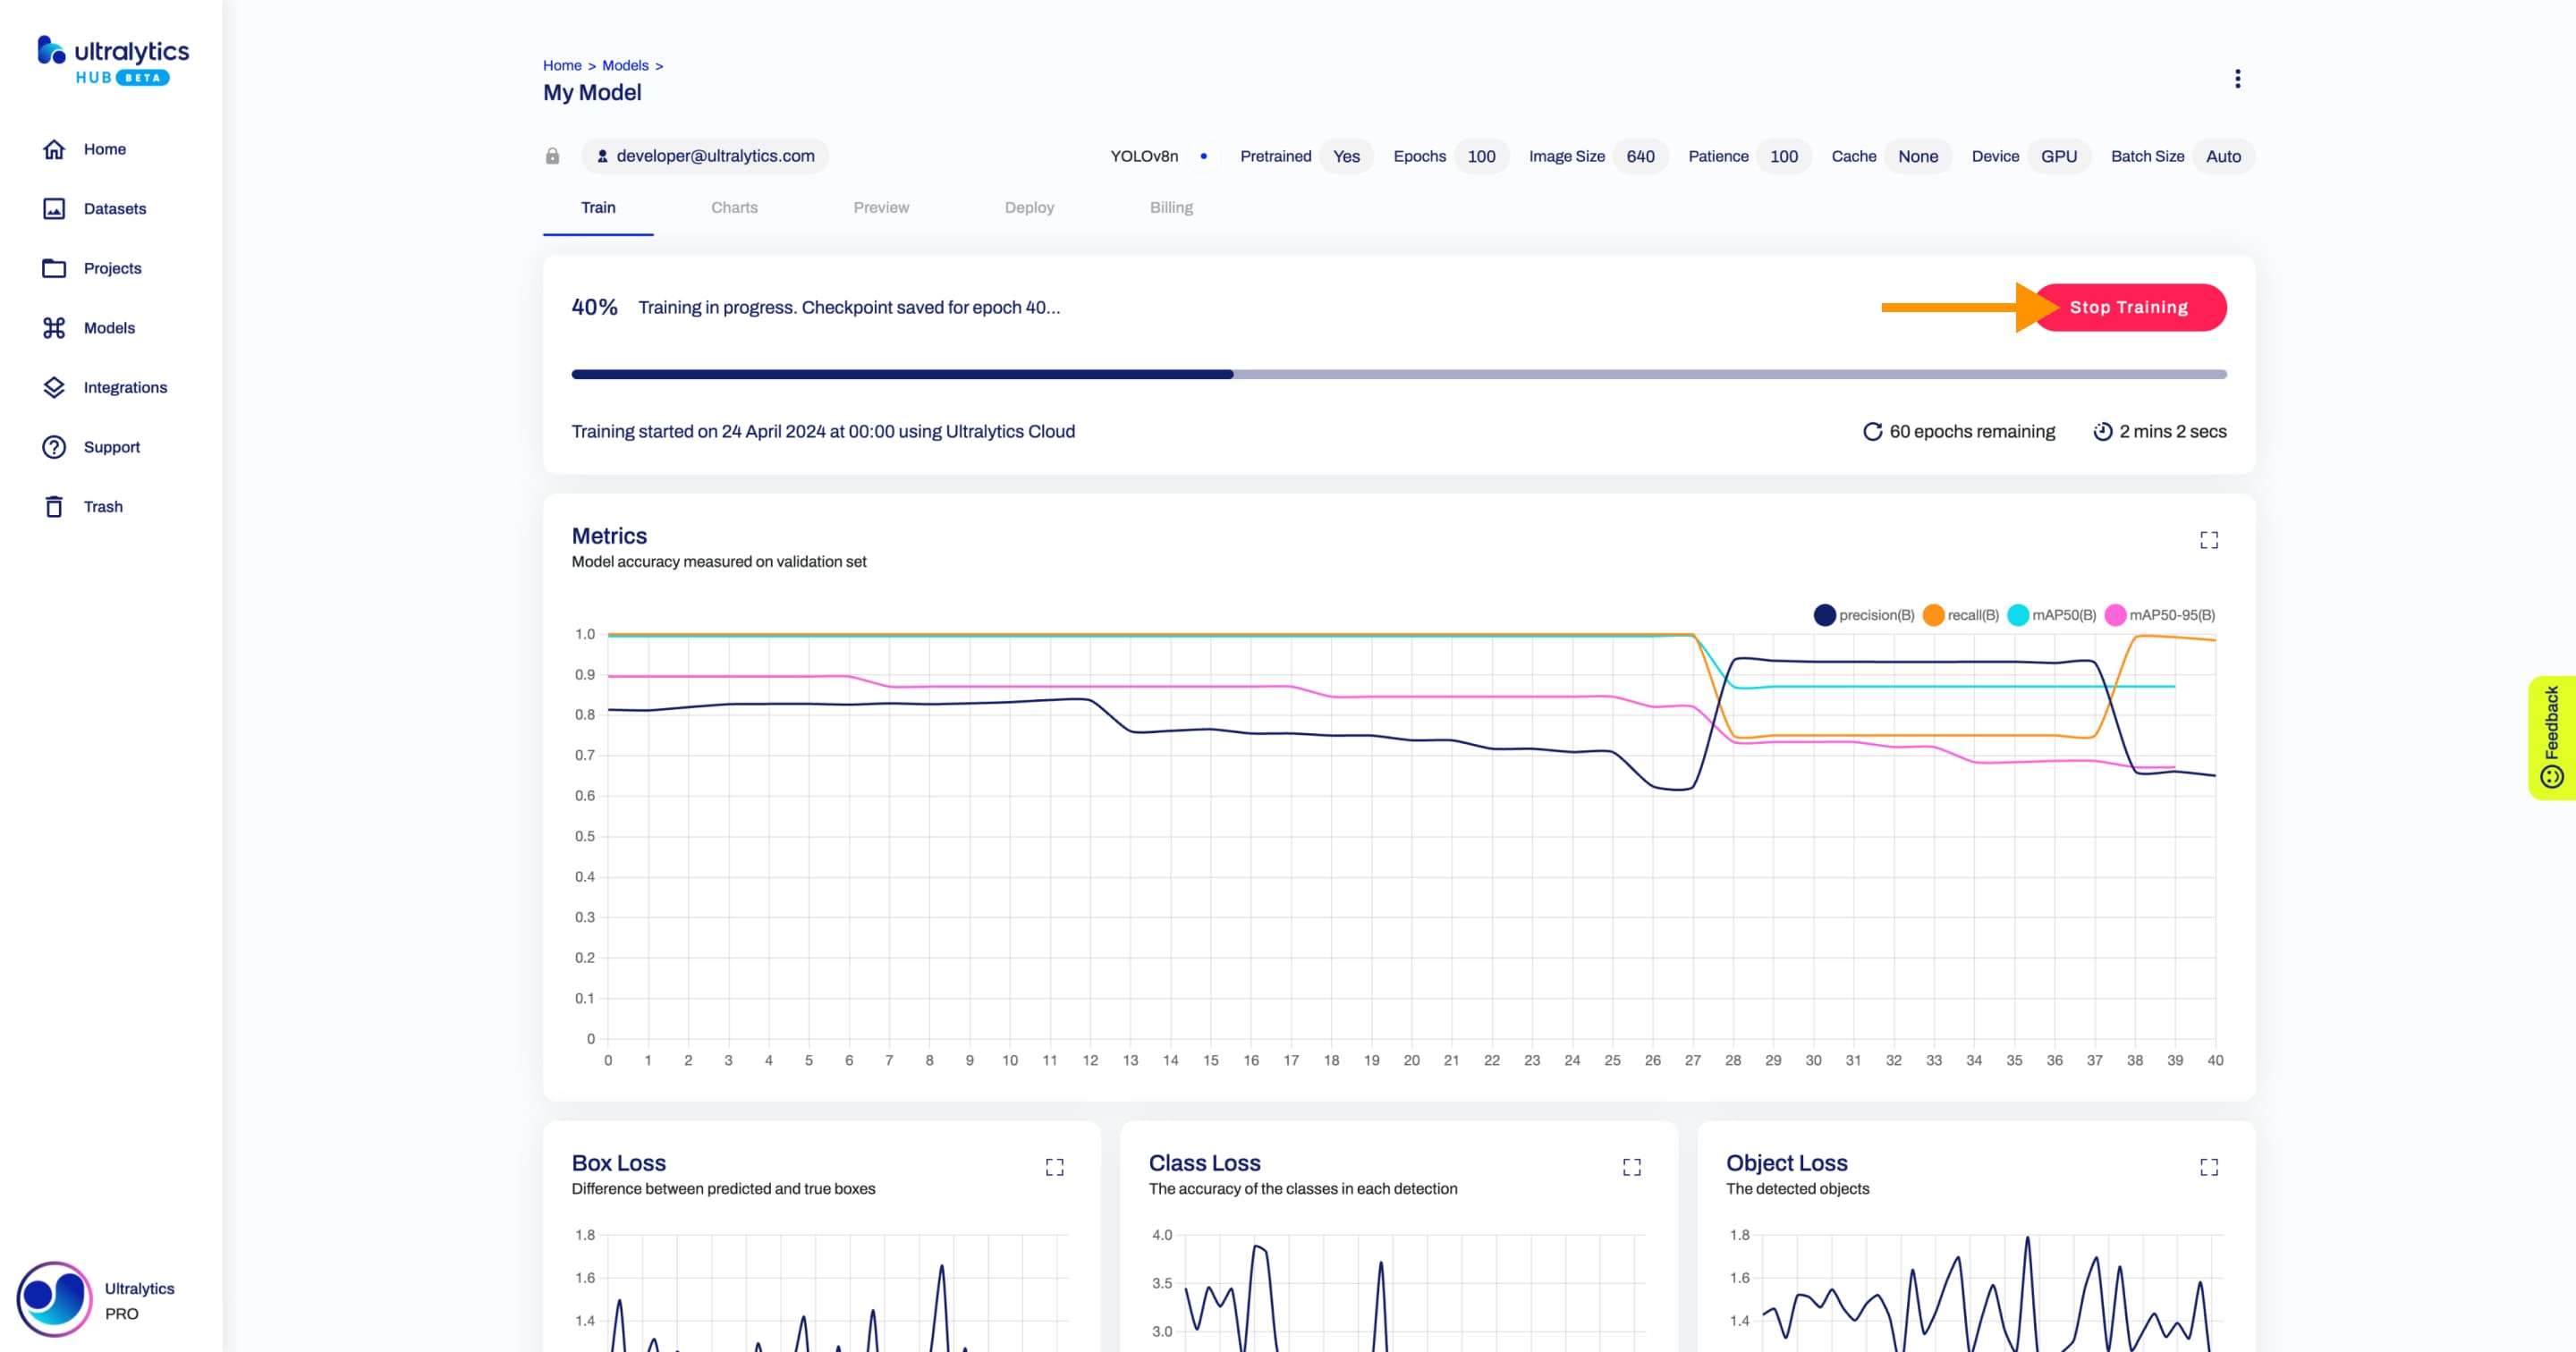 ultralytics
HUB BETA
Home
Datasets
Projects
Models
Integrations
Support
Trash
Ultralytics
PRO
Home > Models >
My Model
developer@ultralytics.com
YOLOv8n Pretrained Yes Epochs 100 Image Size 640 Patience 100 Cache None Device GPU Batch Size Auto
Train Charts Preview Deploy Billing
40% Training in progress. Checkpoint saved for epoch 40...
Stop Training
Training started on 24 April 2024 at 00:00 using Ultralytics Cloud
60 epochs remaining 2 mins 2 secs
Metrics
Model accuracy measured on validation set
precision(B) recall(B) mAP50(B) mAP50-95(B)
1.0
0.9
0.8
0.7
0.6
0.5
0.4
0.3
0.2
0.1
0
0 1 2 3 4 5 6 7 8 9 10 11 12 13 14 15 16 17 18 19 20 21 22 23 24 25 26 27 28 29 30 31 32 33 34 35 36 37 38 39 40
Box Loss
Difference between predicted and true boxes
1.8
1.6
1.4
Class Loss
The accuracy of the classes in each detection
4.0
3.5
3.0
Object Loss
The detected objects
1.8
1.6
1.4
Feedback